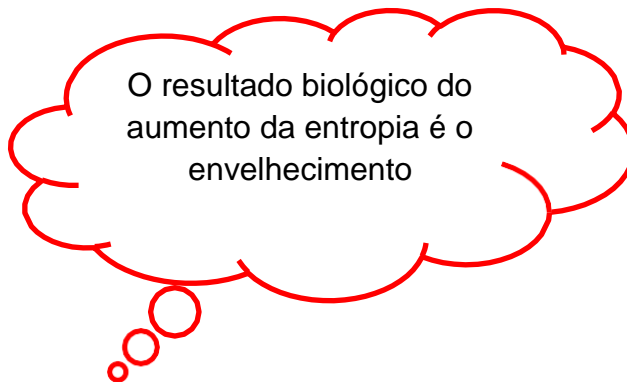 O resultado biológico do
aumento da entropia é o
envelhecimento